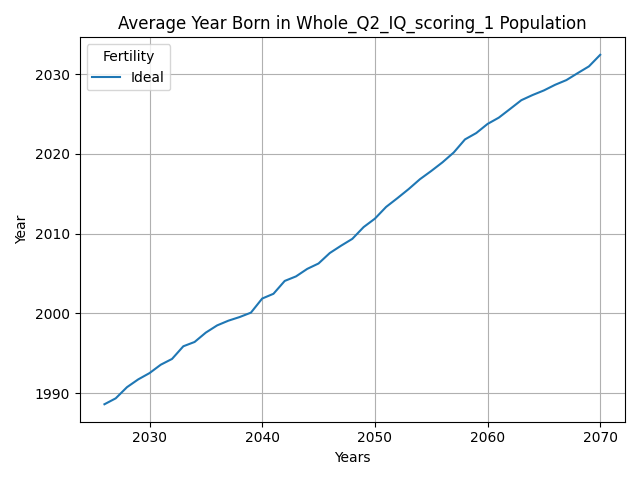 Average Year Born in Whole_Q2_IQ_scoring_1 Population
Fertility
Ideal
Year
2030
2020
2010
2000
1990
2030 2040 2050 2060 2070
Years